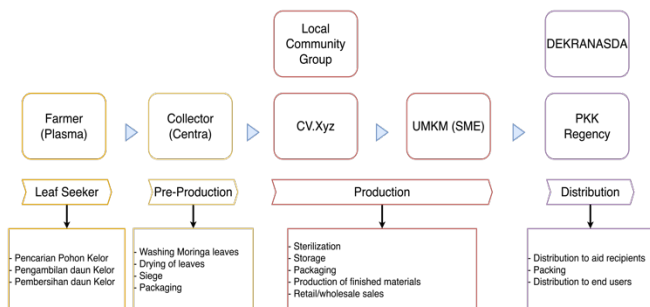 Local
Community
Group
DEKRANASDA
Farmer
(Plasma)
Collector
(Centra)
CV.Xyz
UMKM (SME)
PKK
Regency
Leaf Seeker
Pre-Production
Production
Distribution
- Pencarian Pohon Kelor
- Pengambilan daun Kelor
- Pembersihan daun Kelor
- Washing Moringa leaves
- Drying of leaves
- Siege
- Packaging
- Sterilization
- Storage
- Packaging
- Production of finished materials
- Retail/wholesale sales
- Distribution to aid recipients
- Packing
- Distribution to end users